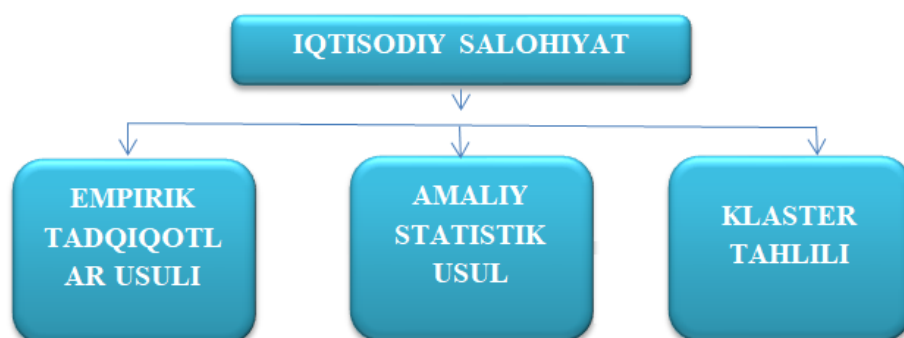 IQTISODIY SALOHIYAT
EMPIRIK
TADQIQOTL
AR USULI
AMALIY
STATISTIK
USUL
KLASTER
TAHLILI